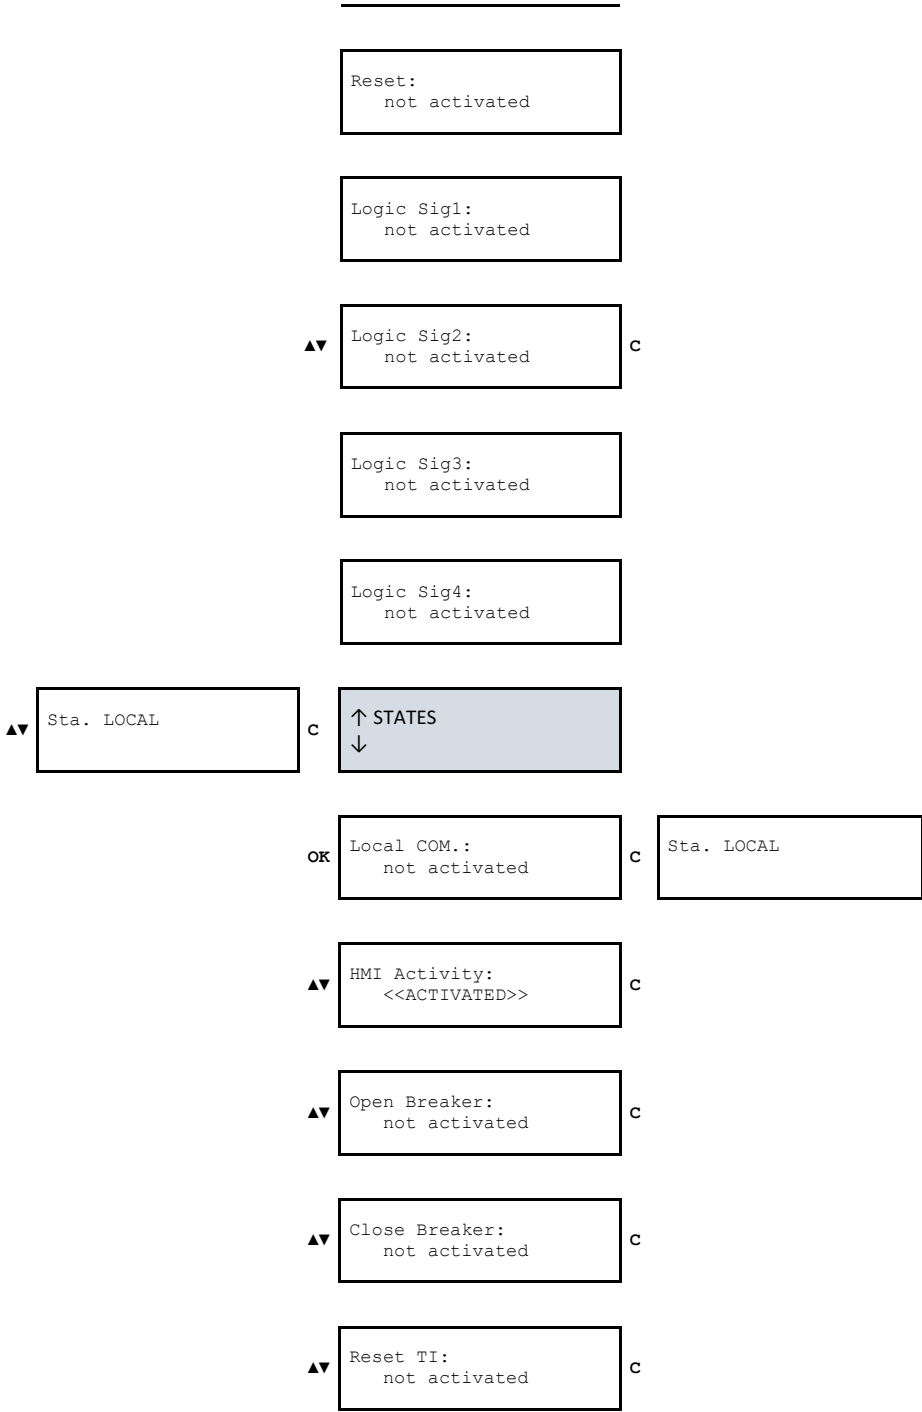 Reset:
not activated
Logic Sig1:
not activated
▲▼ Logic Sig2: C
not activated
Logic Sig3:
not activated
Logic Sig4:
not activated
▲▼ Sta. LOCAL C ↑ STATES
↓
OK Local COM.: C Sta. LOCAL
not activated
▲▼ HMI Activity: C
<<ACTIVATED>>
▲▼ Open Breaker: C
not activated
▲▼ Close Breaker: C
not activated
▲▼ Reset TI: C
not activated